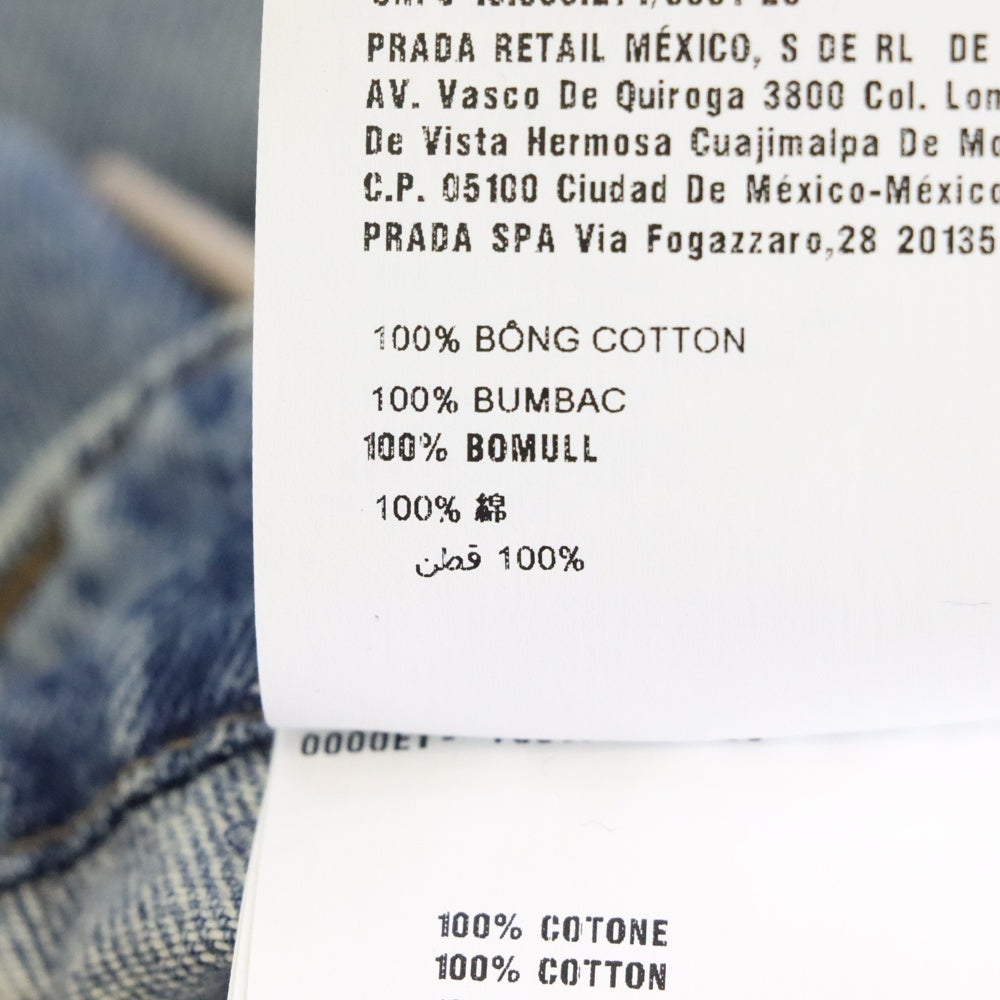 PRADA RETAIL MÉXICO, S DE RL DE
AV. Vasco De Quiroga 3800 Col.
De Vista Hermosa Cuajimalpa De
C.P. 05100 Ciudad De México-México
PRADA SPA Via Fogazzaro,28 20135
100% BÔNG COTTON
100% BUMBAC
100% BOMULL
100% 綿
100% قطن
100% COTONE
100% COTTON